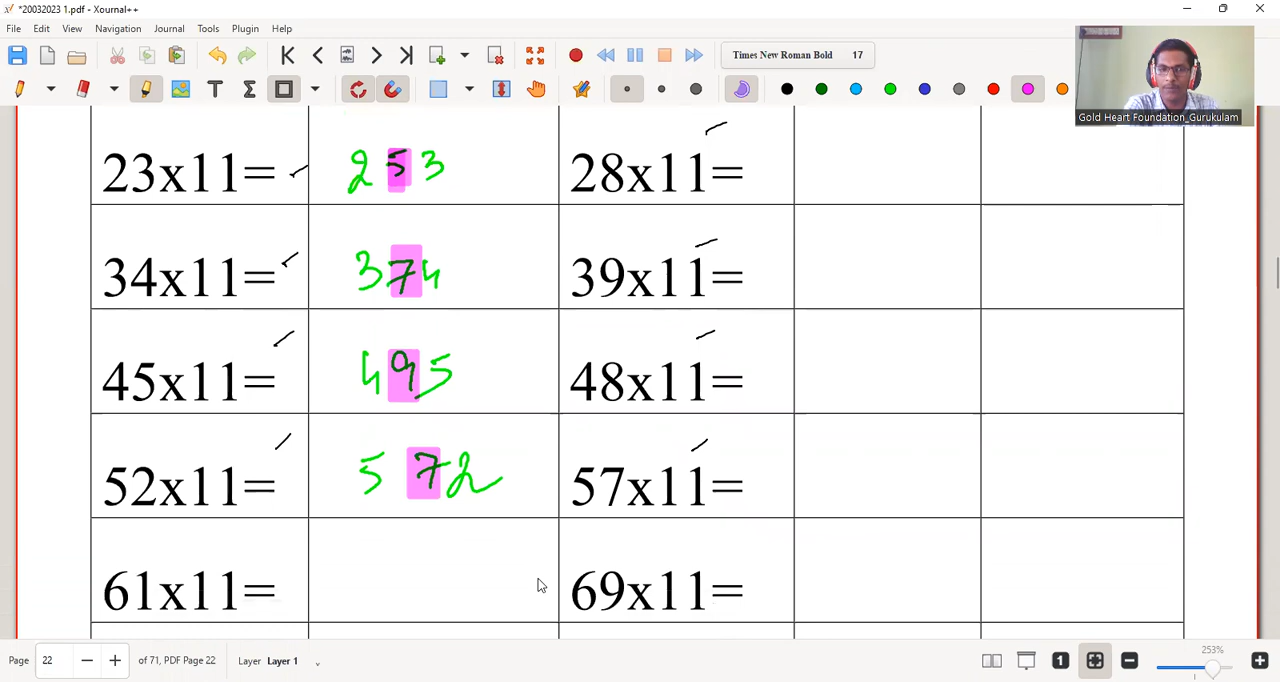 *20032023 1.pdf - Xournal++
File Edit View Navigation Journal Tools Plugin Help
Times New Roman Bold 17
Gold Heart Foundation_Gurukulam
23x11= 253 28x11=
34x11= 374 39x11=
45x11= 495 48x11=
52x11= 572 57x11=
61x11= 69x11=
Page 22 of 71, PDF Page 22 Layer Layer 1 253%